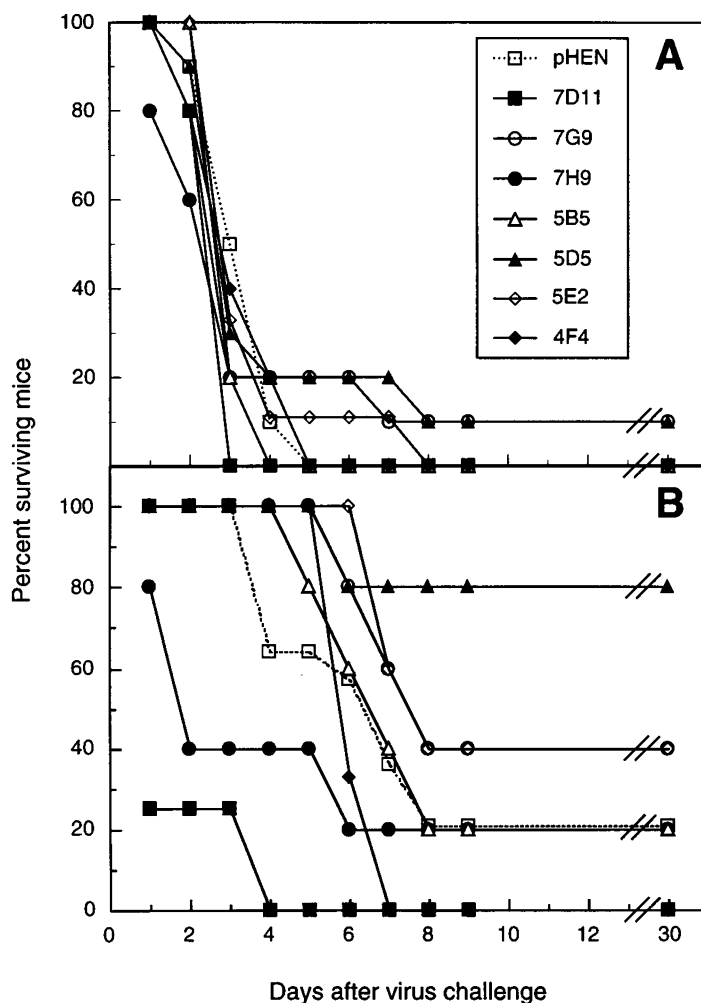 A
100
80
60
40
20
pHEN
7D11
7G9
7H9
5B5
5D5
5E2
4F4
Percent surviving mice
B
100
80
60
40
20
0
0 2 4 6 8 10 12 30
Days after virus challenge